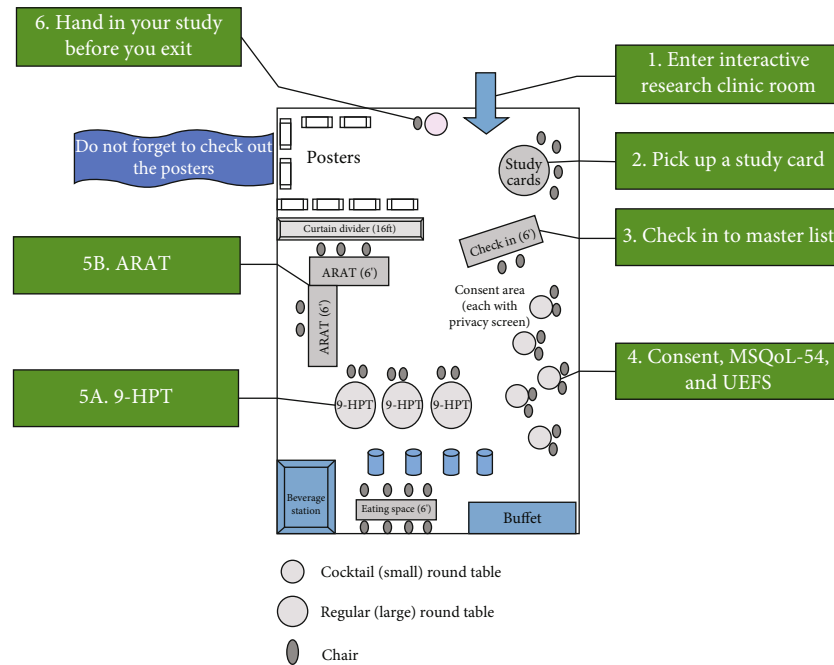 6. Hand in your study
before you exit
1. Enter interactive
research clinic room
Do not forget to check out
the posters
Posters
Study
cards
2. Pick up a study card
Curtain divider (16ft)
Check in (6')
3. Check in to master list
5B. ARAT
ARAT (6')
ARAT (6')
Consent area
(each with
privacy screen)
4. Consent, MSQoL-54,
and UEFS
5A. 9-HPT
9-HPT
9-HPT
9-HPT
Beverage
station
Eating space (6')
Buffet
Cocktail (small) round table
Regular (large) round table
Chair